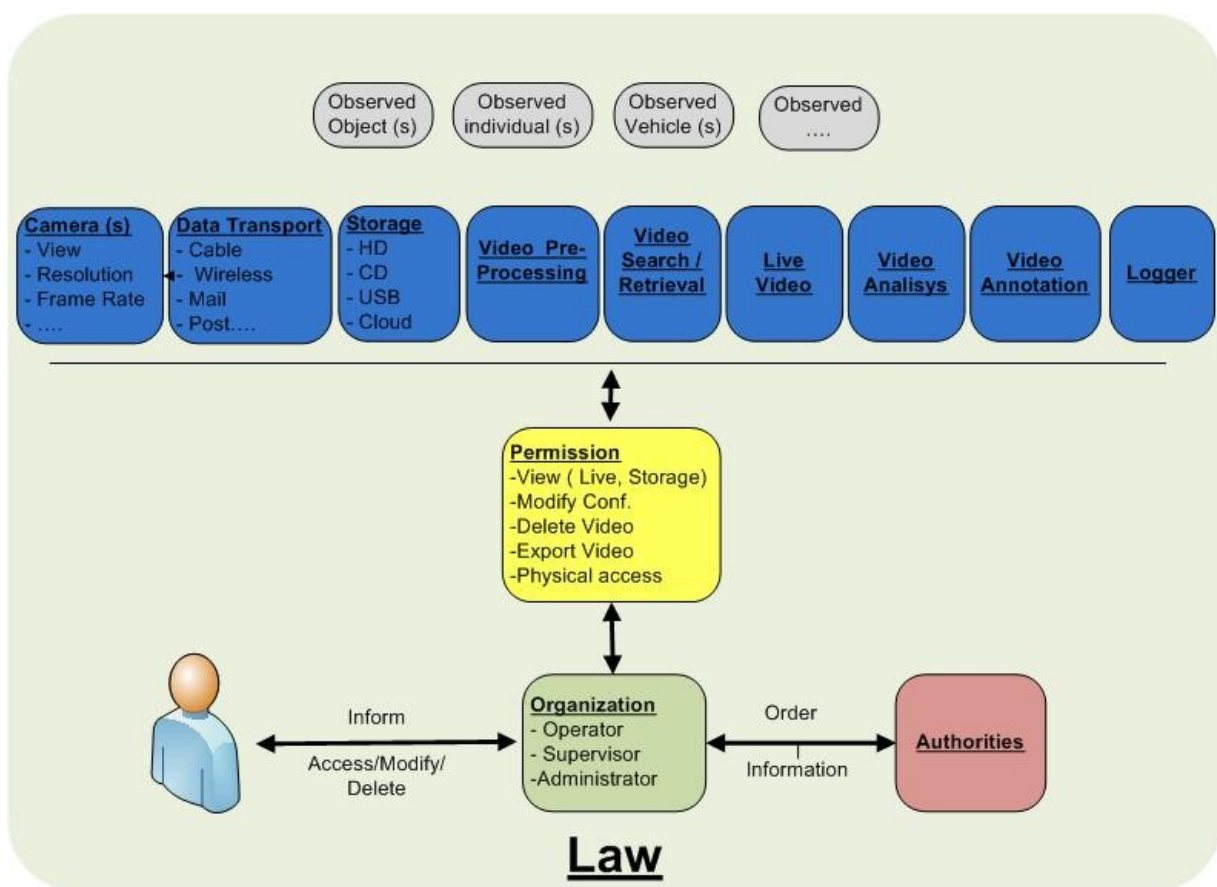 Observed
Object (s)
Observed
individual (s)
Observed
Vehicle (s)
Observed
....
Camera (s)
- View
- Resolution
- Frame Rate
- ....
Data Transport
- Cable
- Wireless
- Mail
- Post....
Storage
- HD
- CD
- USB
- Cloud
Video Pre-
Processing
Video
Search /
Retrieval
Live
Video
Video
Analisys
Video
Annotation
Logger
Permission
-View ( Live, Storage)
-Modify Conf.
-Delete Video
-Export Video
-Physical access
Inform
Access/Modify/
Delete
Organization
- Operator
- Supervisor
-Administrator
Order
Information
Authorities
Law